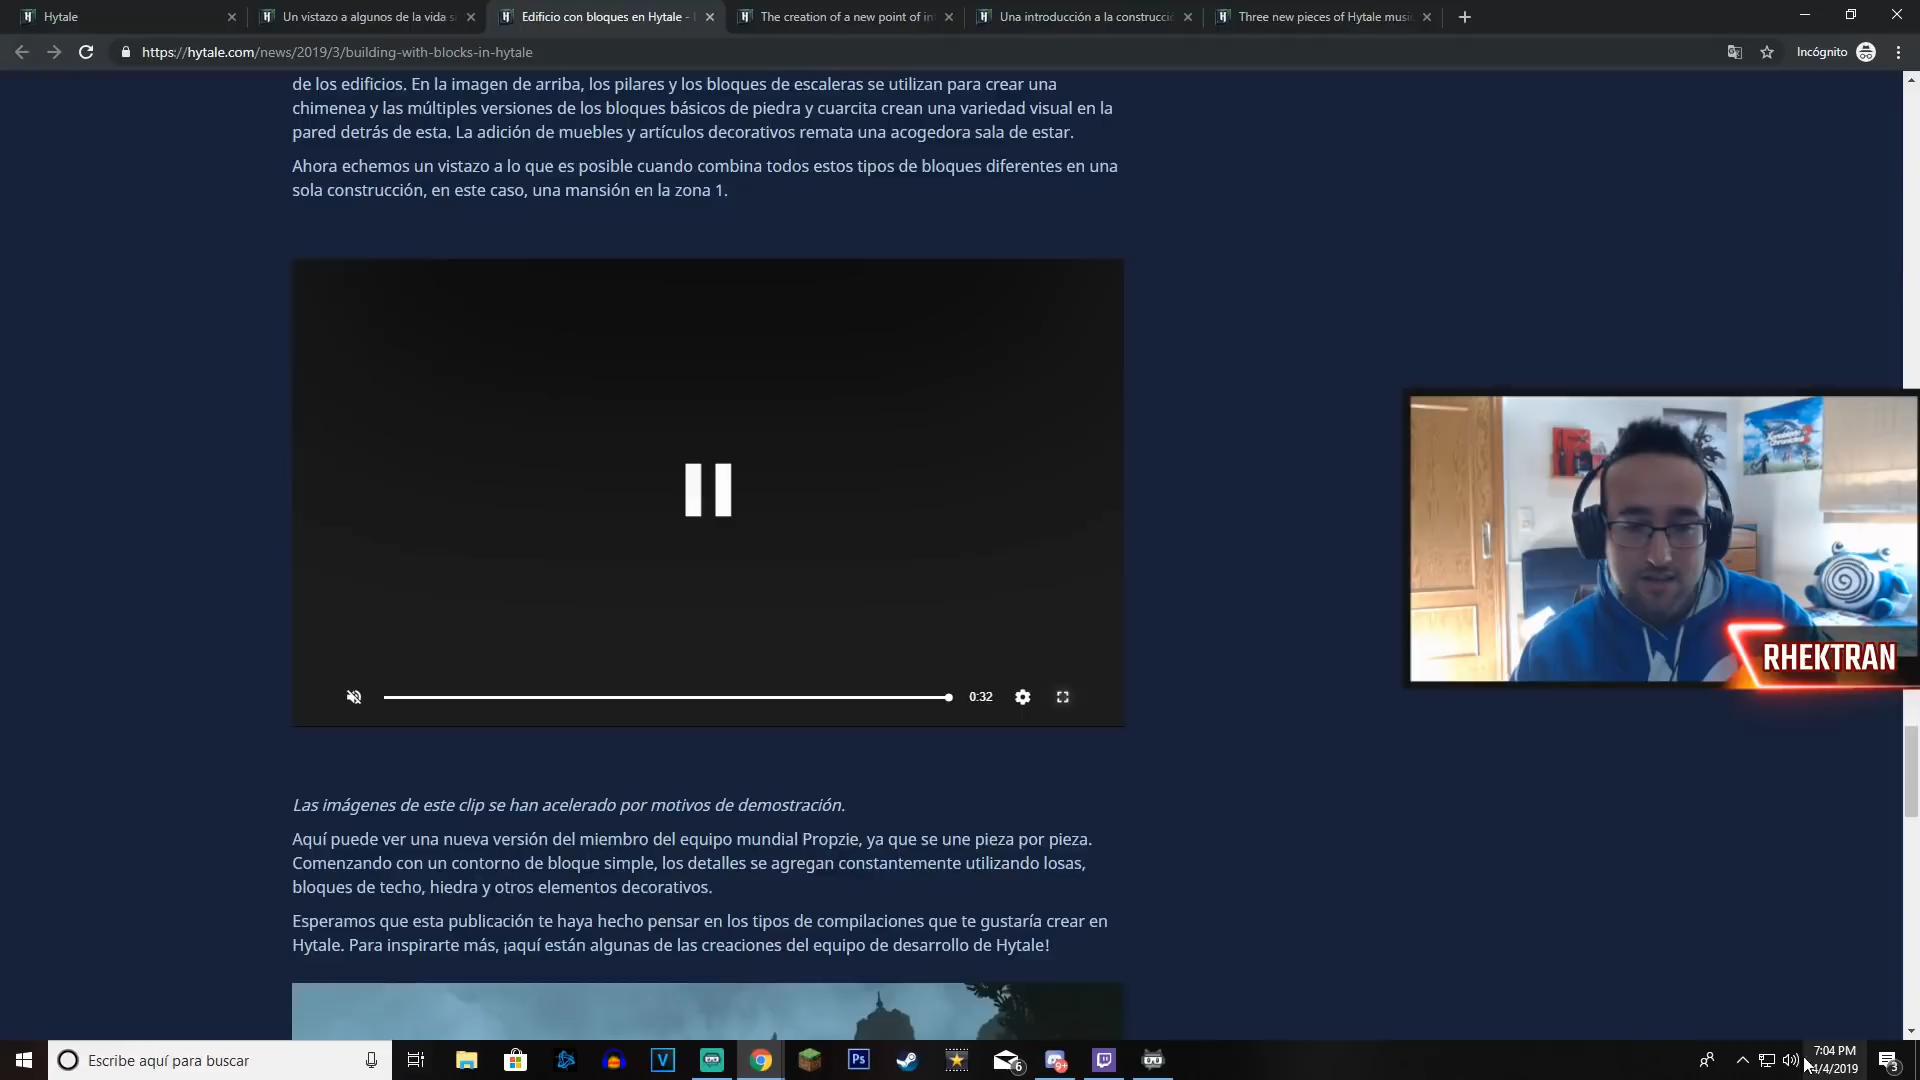 Hytale
Un vistazo a algunos de la vida s
Edificio con bloques en Hytale -
The creation of a new point of in
Una introducción a la construcci
Three new pieces of Hytale musi
https://hytale.com/news/2019/3/building-with-blocks-in-hytale
Incógnito
de los edificios. En la imagen de arriba, los pilares y los bloques de escaleras se utilizan para crear una
chimenea y las múltiples versiones de los bloques básicos de piedra y cuarcita crean una variedad visual en la
pared detrás de esta. La adición de muebles y artículos decorativos remata una acogedora sala de estar.
Ahora echemos un vistazo a lo que es posible cuando combina todos estos tipos de bloques diferentes en una
sola construcción, en este caso, una mansión en la zona 1.
0:32
RHEKTRAN
Las imágenes de este clip se han acelerado por motivos de demostración.
Aquí puede ver una nueva versión del miembro del equipo mundial Propzie, ya que se une pieza por pieza.
Comenzando con un contorno de bloque simple, los detalles se agregan constantemente utilizando losas,
bloques de techo, hiedra y otros elementos decorativos.
Esperamos que esta publicación te haya hecho pensar en los tipos de compilaciones que te gustaría crear en
Hytale. Para inspirarte más, ¡aquí están algunas de las creaciones del equipo de desarrollo de Hytale!
Escribe aquí para buscar
V
Ps
6
9+
7:04 PM
4/4/2019
3